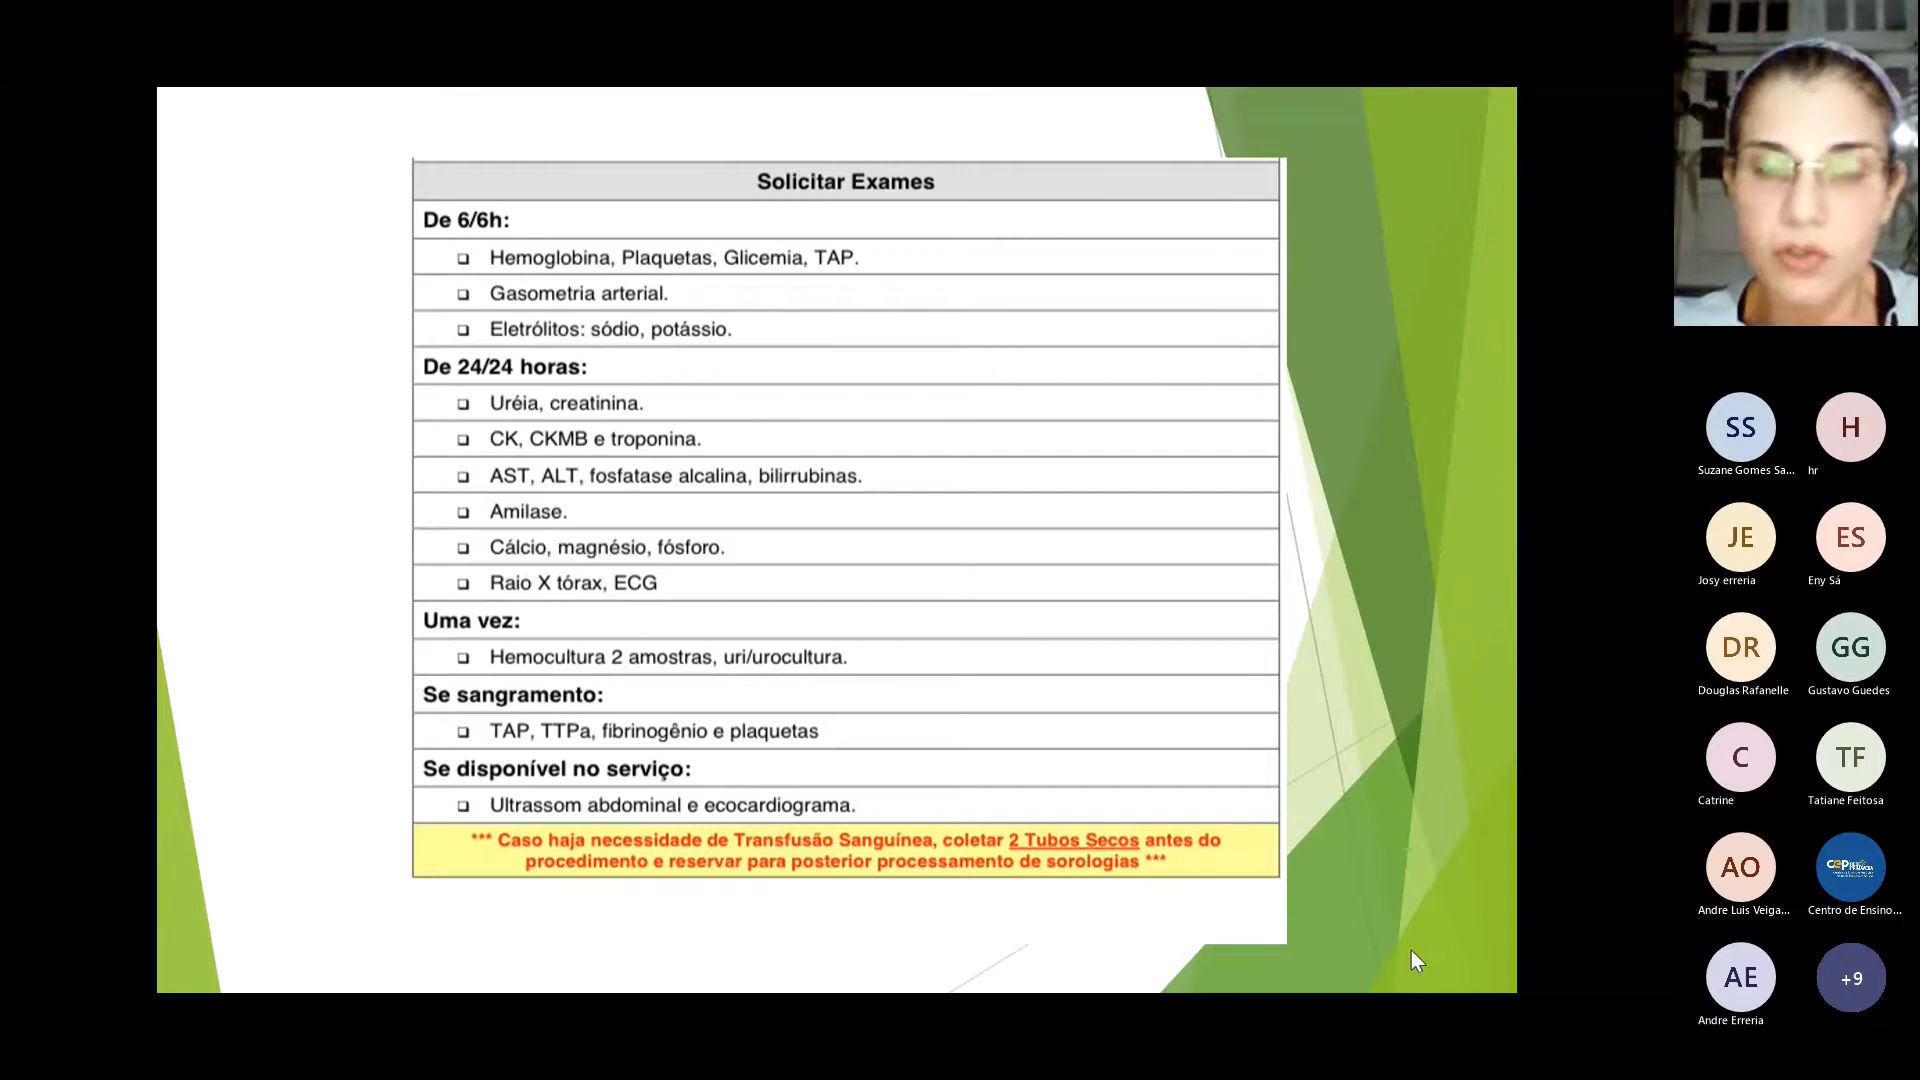 Solicitar Exames
De 6/6h:
Hemoglobina, Plaquetas, Glicemia, TAP.
Gasometria arterial.
Eletrólitos: sódio, potássio.
De 24/24 horas:
Uréia, creatinina.
CK, CKMB e troponina.
AST, ALT, fosfatase alcalina, bilirrubinas.
Amilase.
Cálcio, magnésio, fósforo.
Raio X tórax, ECG
Uma vez:
Hemocultura 2 amostras, uri/urocultura.
Se sangramento:
TAP, TTPa, fibrinogênio e plaquetas
Se disponível no serviço:
Ultrassom abdominal e ecocardiograma.
*** Caso haja necessidade de Transfusão Sanguínea, coletar 2 Tubos Secos antes do
procedimento e reservar para posterior processamento de sorologias ***
SS
H
Suzane Gomes Sa...
hr
JE
ES
Josy erreria
Eny Sá
DR
GG
Douglas Rafanelle
Gustavo Guedes
C
TF
Catrine
Tatiane Feitosa
AO
cep
Andre Luis Veiga...
Centro de Ensino...
AE
+9
Andre Erreria